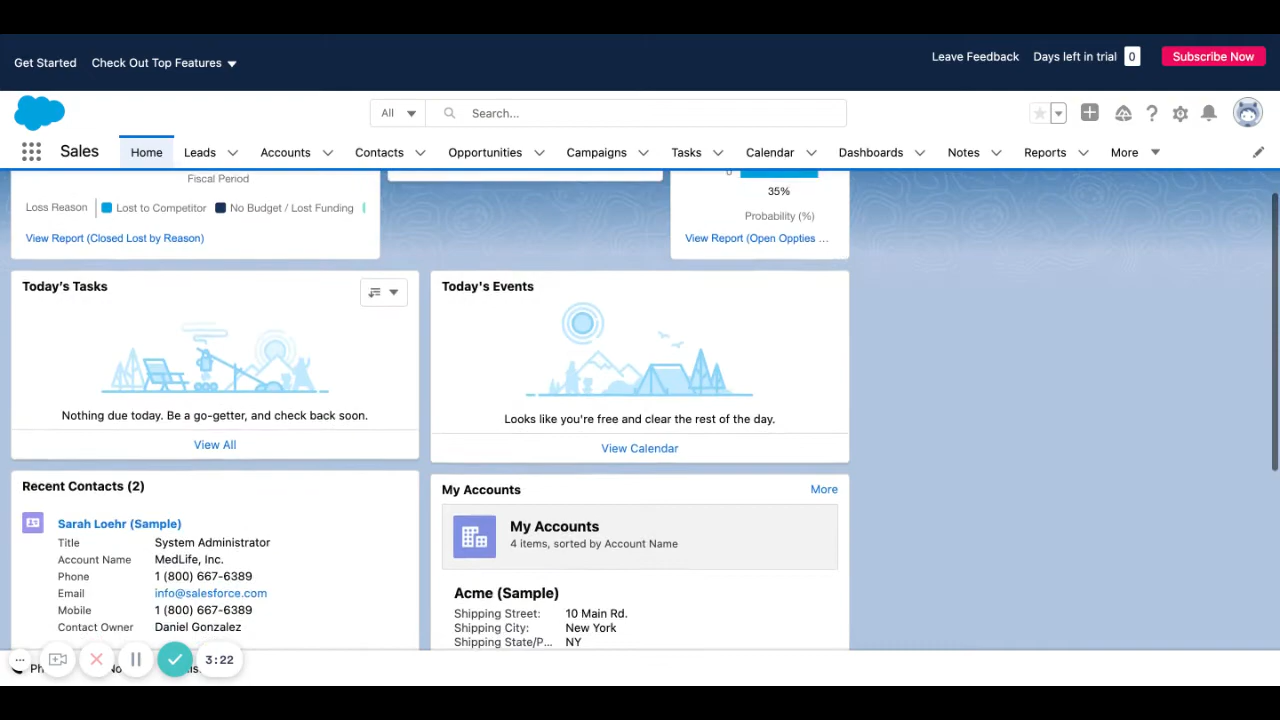 Get Started
Check Out Top Features
Leave Feedback
Days left in trial
0
Subscribe Now
All
Search...
Sales
Home
Leads
Accounts
Contacts
Opportunities
Campaigns
Tasks
Calendar
Dashboards
Notes
Reports
More
Fiscal Period
Loss Reason
Lost to Competitor
No Budget / Lost Funding
View Report (Closed Lost by Reason)
35%
Probability (%)
View Report (Open Oppties ...
Today's Tasks
Nothing due today. Be a go-getter, and check back soon.
View All
Today's Events
Looks like you're free and clear the rest of the day.
View Calendar
Recent Contacts (2)
Sarah Loehr (Sample)
Title System Administrator
Account Name MedLife, Inc.
Phone 1 (800) 667-6389
Email info@salesforce.com
Mobile 1 (800) 667-6389
Contact Owner Daniel Gonzalez
My Accounts
More
My Accounts
4 items, sorted by Account Name
Acme (Sample)
Shipping Street: 10 Main Rd.
Shipping City: New York
Shipping State/P... NY
3:22